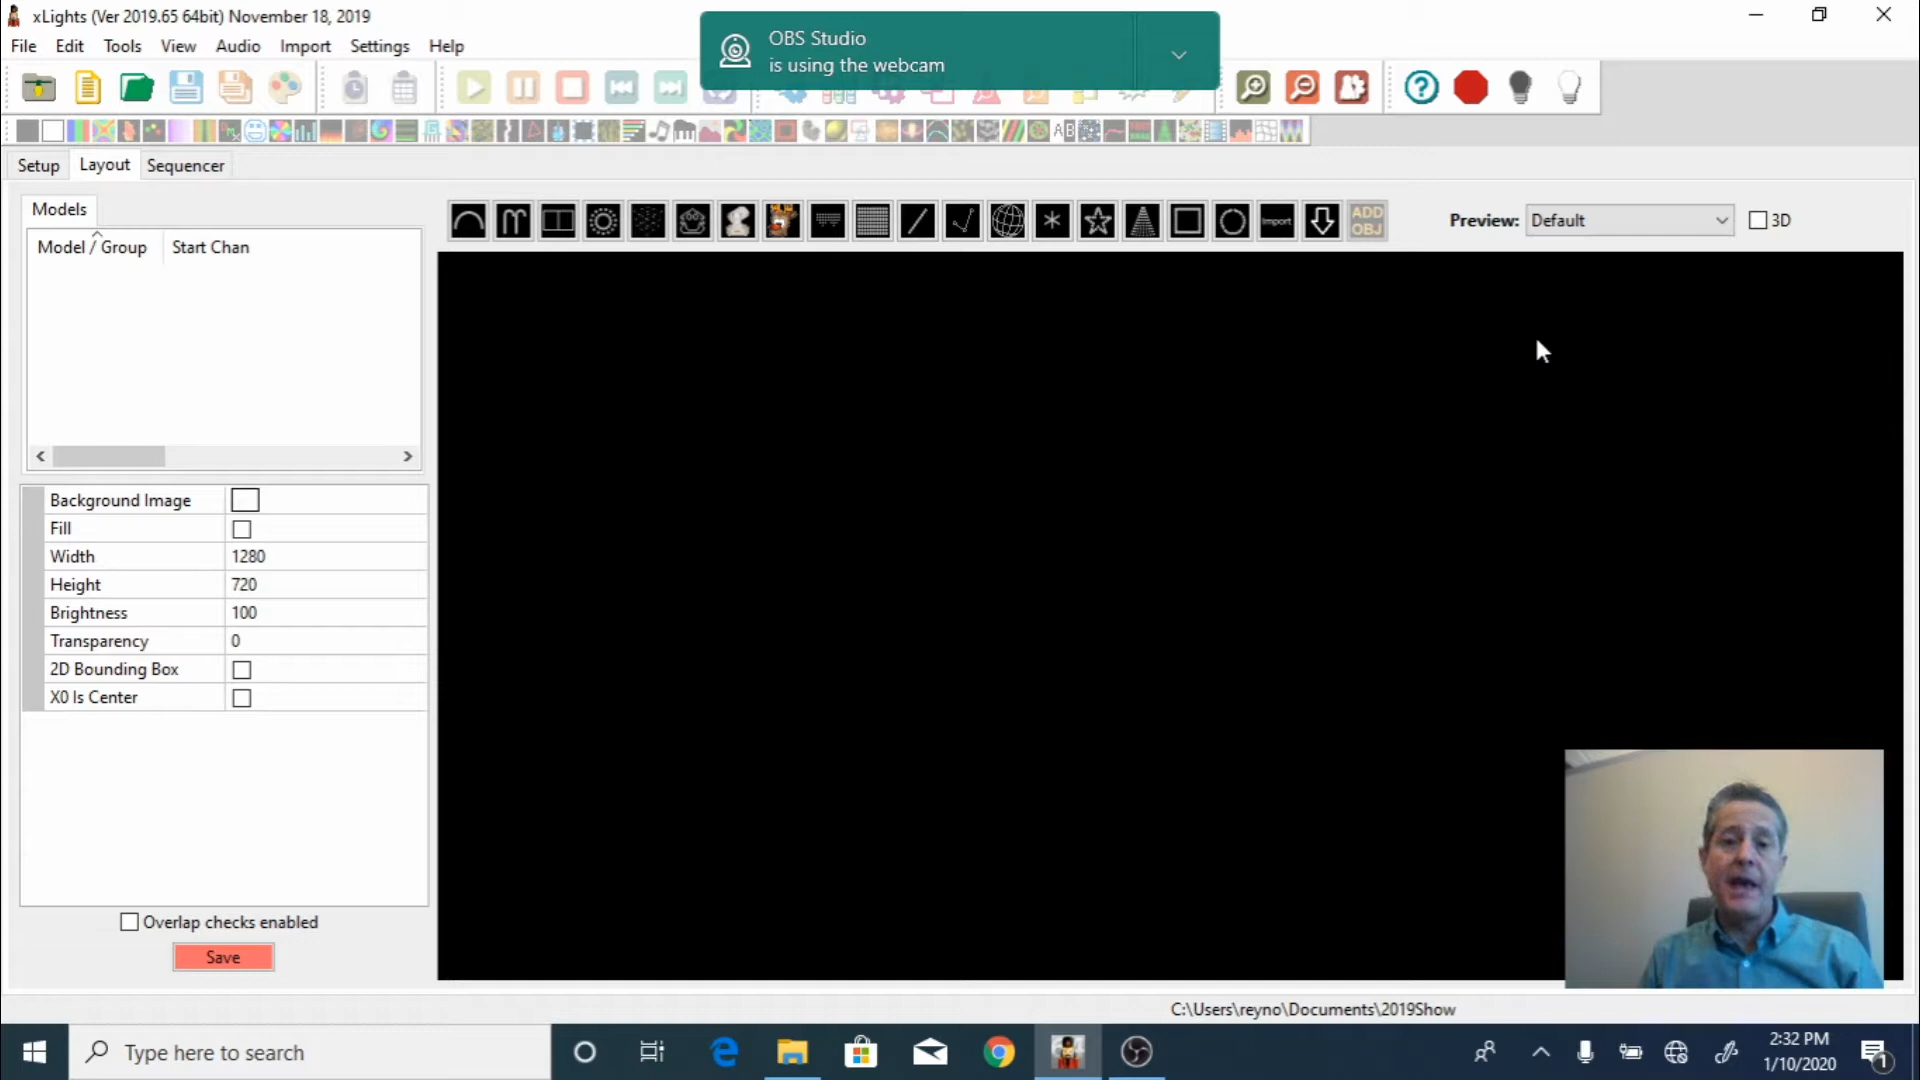 xLights (Ver 2019.65 64bit) November 18, 2019
File Edit Tools View Audio Import Settings Help
OBS Studio
is using the webcam
Setup Layout Sequencer
Models
Model / Group Start Chan
Import
ADD
OBJ
Preview: Default 3D
Background Image
Fill
Width 1280
Height 720
Brightness 100
Transparency 0
2D Bounding Box
X0 Is Center
Overlap checks enabled
Save
C:\Users\reyno\Documents\2019Show
Type here to search
2:32 PM
1/10/2020
1